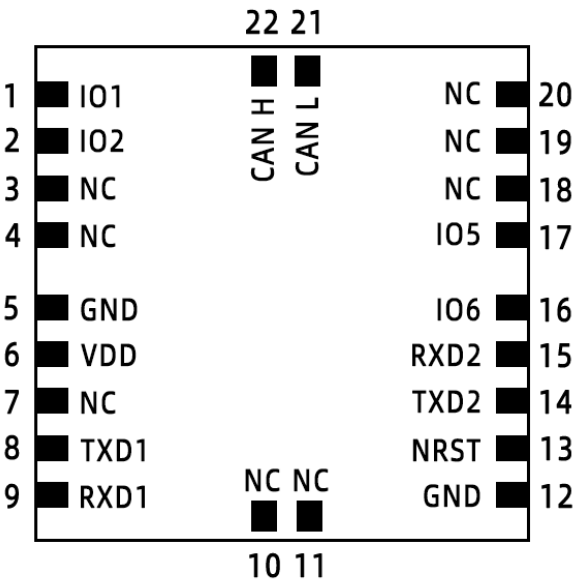 22 21
CAN H
CAN L
1 IO1
2 IO2
3 NC
4 NC
5 GND
6 VDD
7 NC
8 TXD1
9 RXD1
NC 20
NC 19
NC 18
IO5 17
IO6 16
RXD2 15
TXD2 14
NRST 13
GND 12
NC NC
10 11